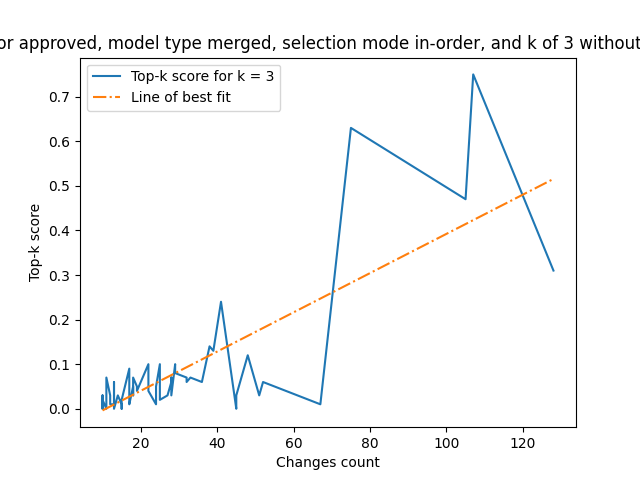 or approved, model type merged, selection mode in-order, and k of 3 without
Top-k score for k = 3
Line of best fit
0.7
0.6
0.5
0.4
0.3
0.2
0.1
0.0
Top-k score
20 40 60 80 100 120
Changes count